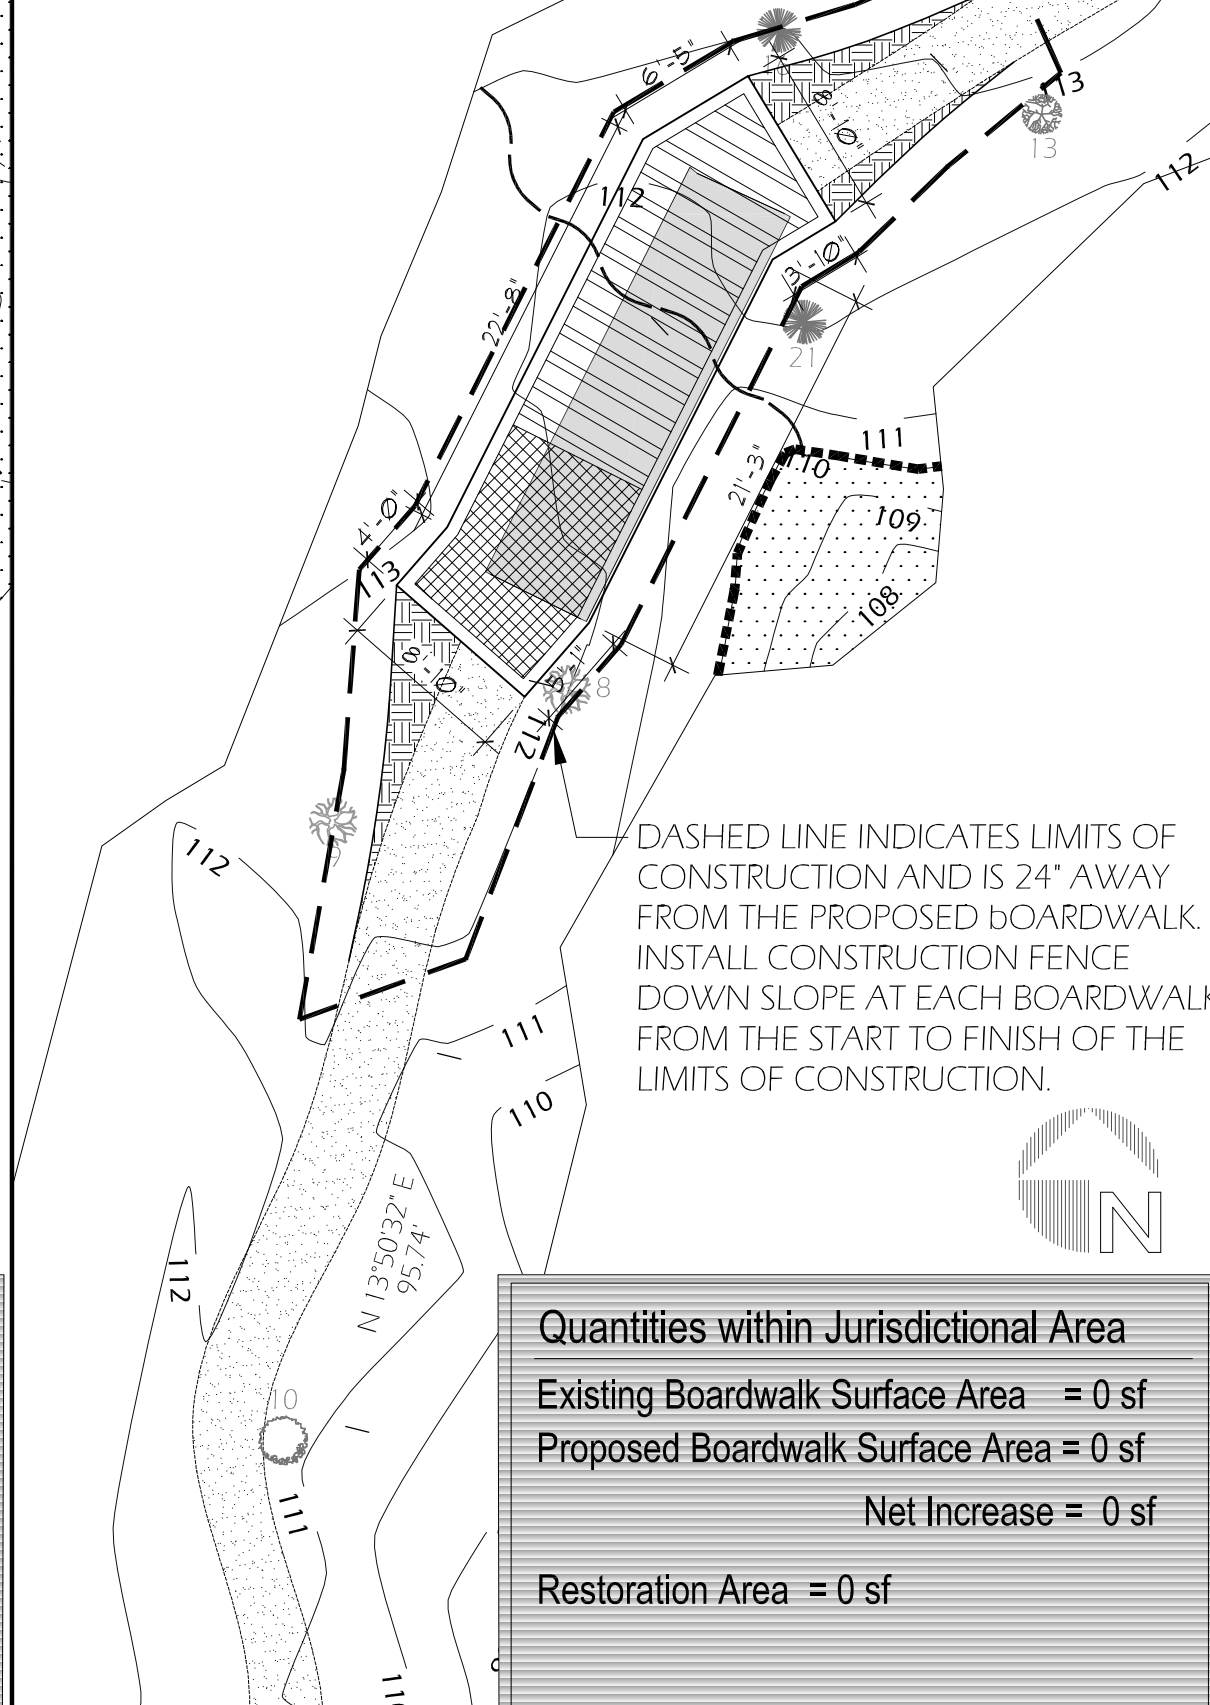 6'-5"
8'-10"
113
13
112
112
3'-10"
21
22'-8"
111
110
21'-3"
109
4'-0"
113
108
8'-10"
5'-1"
8
112
9
112
DASHED LINE INDICATES LIMITS OF
CONSTRUCTION AND IS 24" AWAY
FROM THE PROPOSED bOARDWALK.
INSTALL CONSTRUCTION FENCE
DOWN SLOPE AT EACH BOARDWALK
FROM THE START TO FINISH OF THE
LIMITS OF CONSTRUCTION.
111
110
N 13°50'32" E
95.74'
N
112
10
111
Quantities within Jurisdictional Area
Existing Boardwalk Surface Area = 0 sf
Proposed Boardwalk Surface Area = 0 sf
Net Increase = 0 sf
Restoration Area = 0 sf